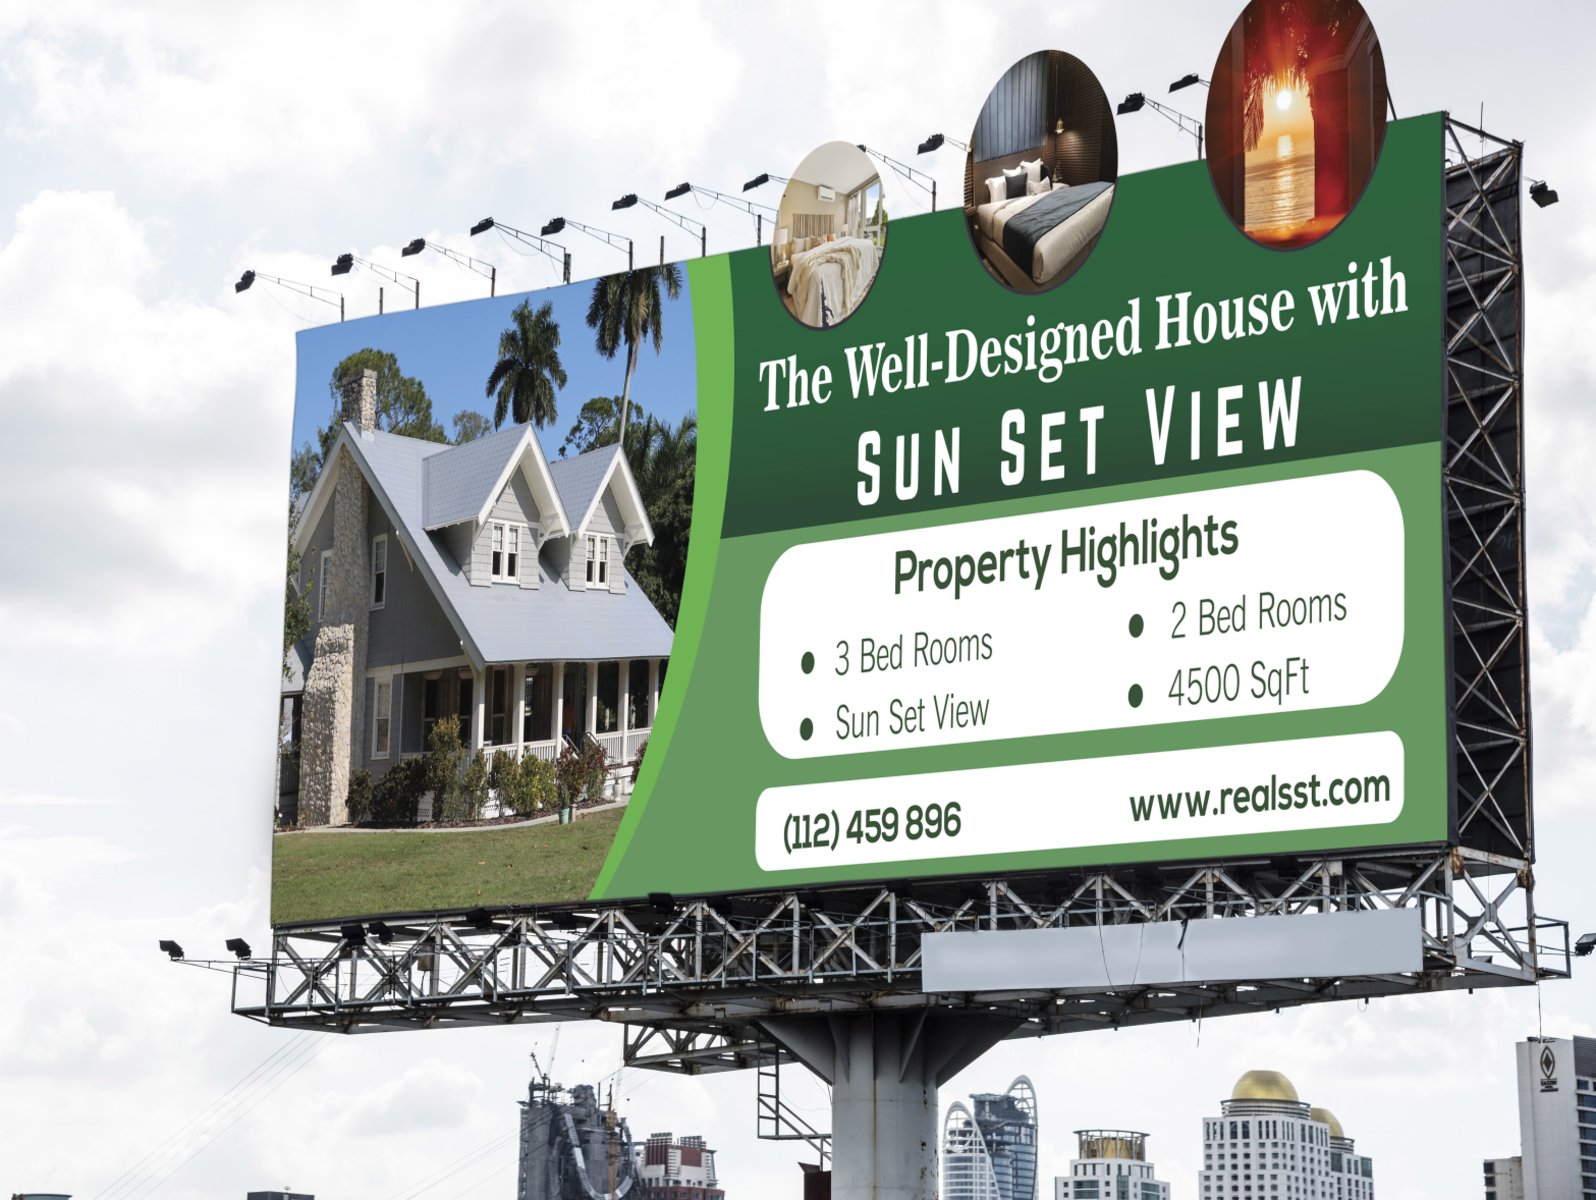 The Well-Designed House with
Sun Set View
Property Highlights
3 Bed Rooms
2 Bed Rooms
Sun Set View
4500 SqFt
(112) 459 896
www.realsst.com